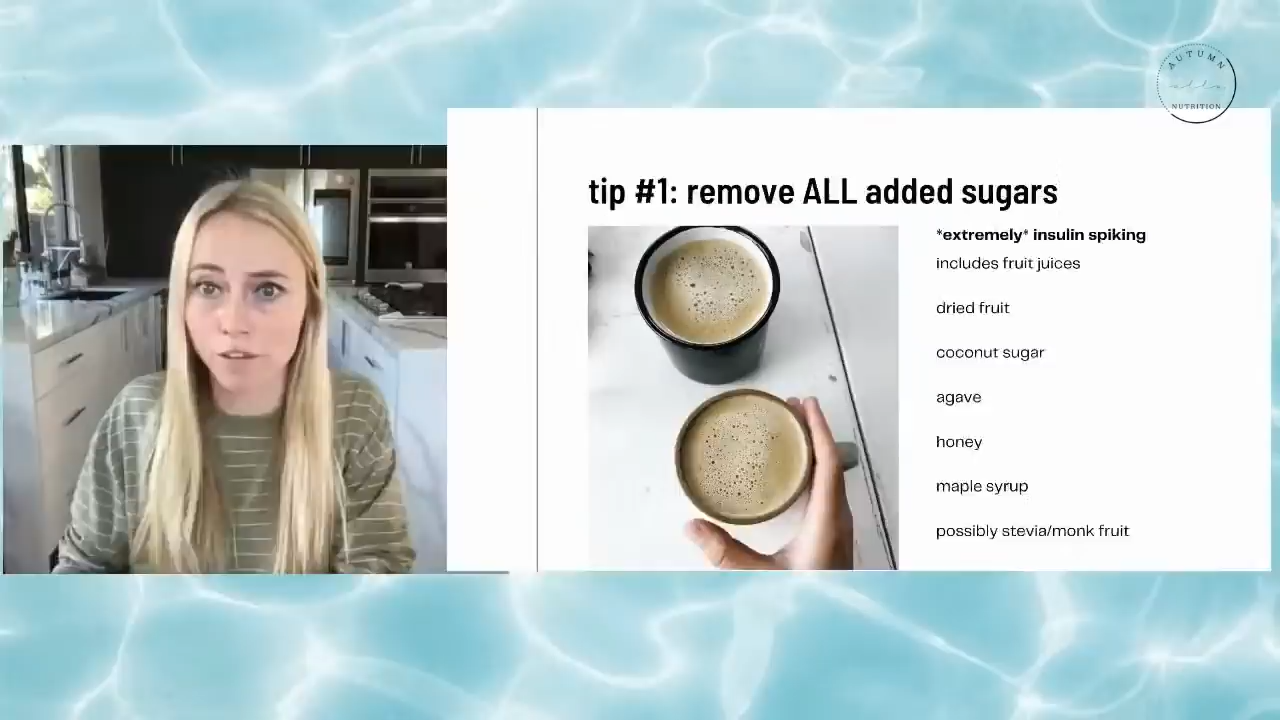 AUTUMN
elle
NUTRITION
tip #1: remove ALL added sugars
*extremely* insulin spiking
includes fruit juices
dried fruit
coconut sugar
agave
honey
maple syrup
possibly stevia/monk fruit